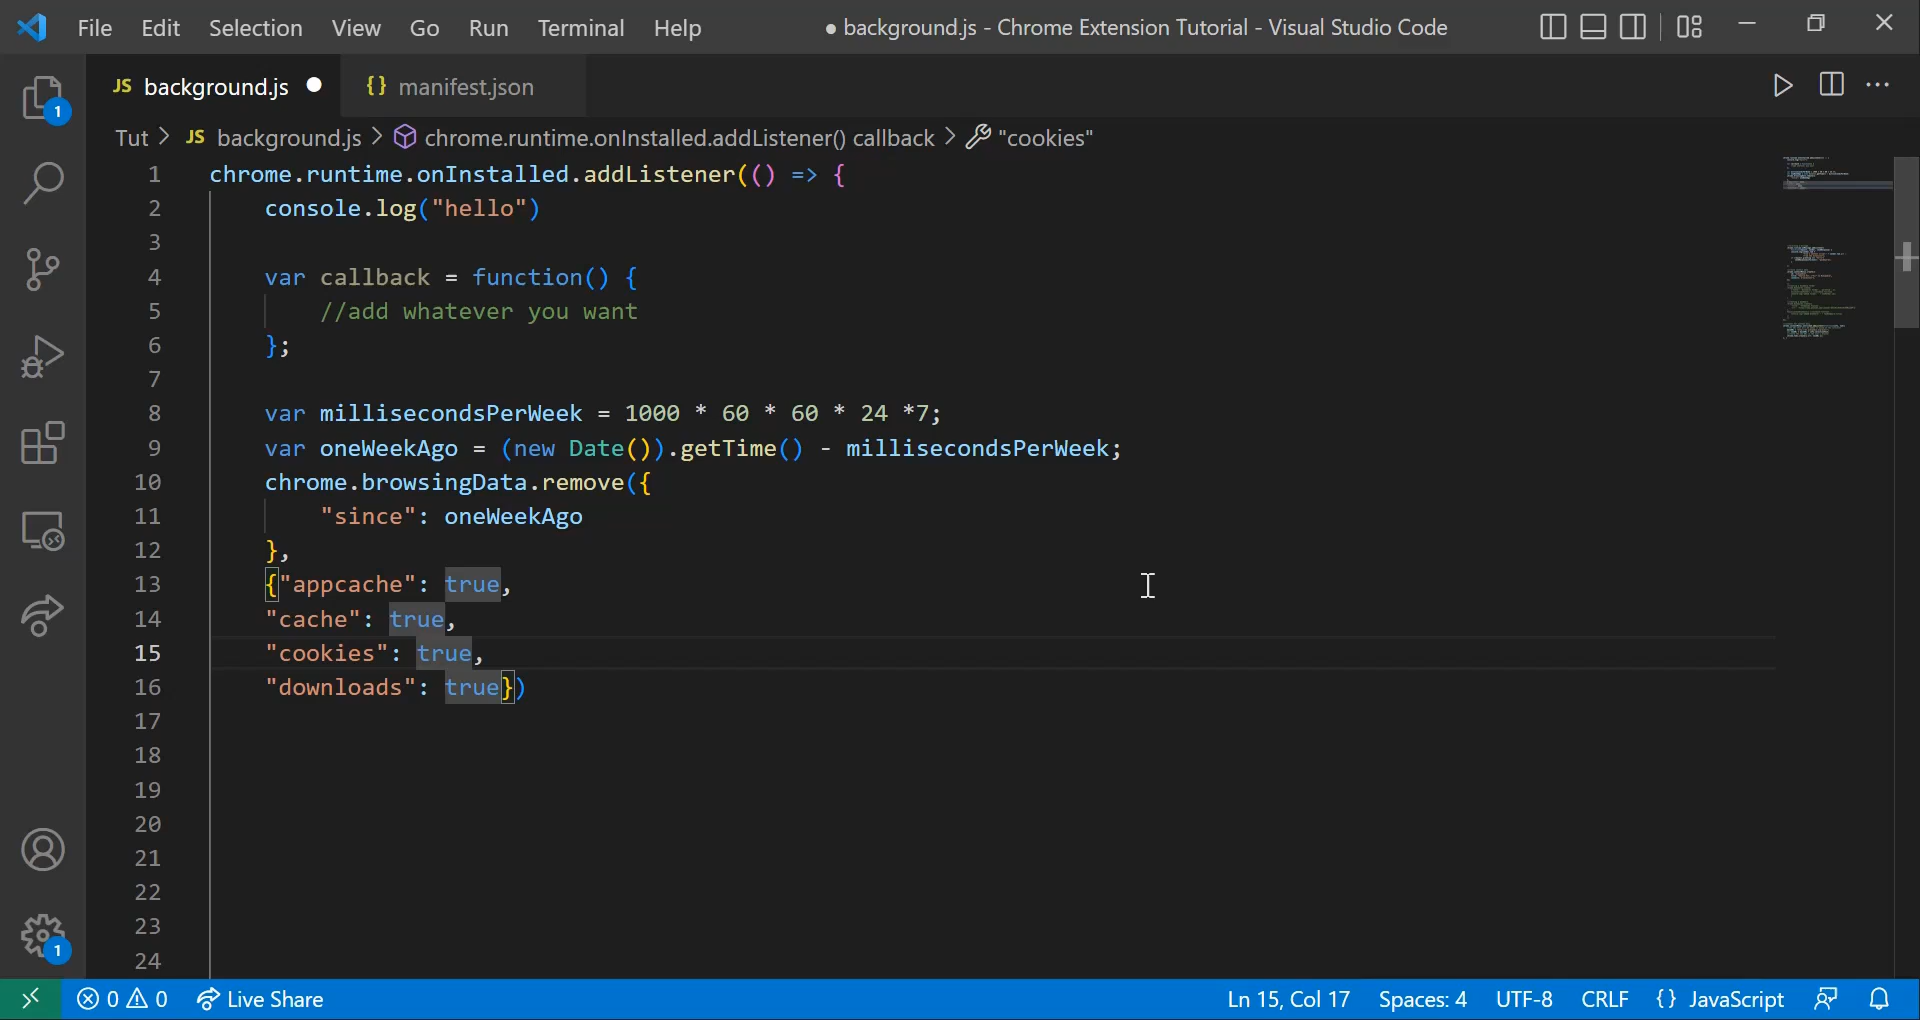 File Edit Selection View Go Run Terminal Help ● background.js - Chrome Extension Tutorial - Visual Studio Code
JS background.js ● {} manifest.json
1
Tut > JS background.js > chrome.runtime.onInstalled.addListener() callback > "cookies"
1 chrome.runtime.onInstalled.addListener(() => {
2 console.log("hello")
3
4 var callback = function() {
5 //add whatever you want
6 };
7
8 var millisecondsPerWeek = 1000 * 60 * 60 * 24 *7;
9 var oneWeekAgo = (new Date()).getTime() - millisecondsPerWeek;
10 chrome.browsingData.remove({
11 "since": oneWeekAgo
12 },
13 {"appcache": true,
14 "cache": true,
15 "cookies": true,
16 "downloads": true})
17
18
19
20
21
22
23
24
1
0 0 Live Share Ln 15, Col 17 Spaces: 4 UTF-8 CRLF {} JavaScript